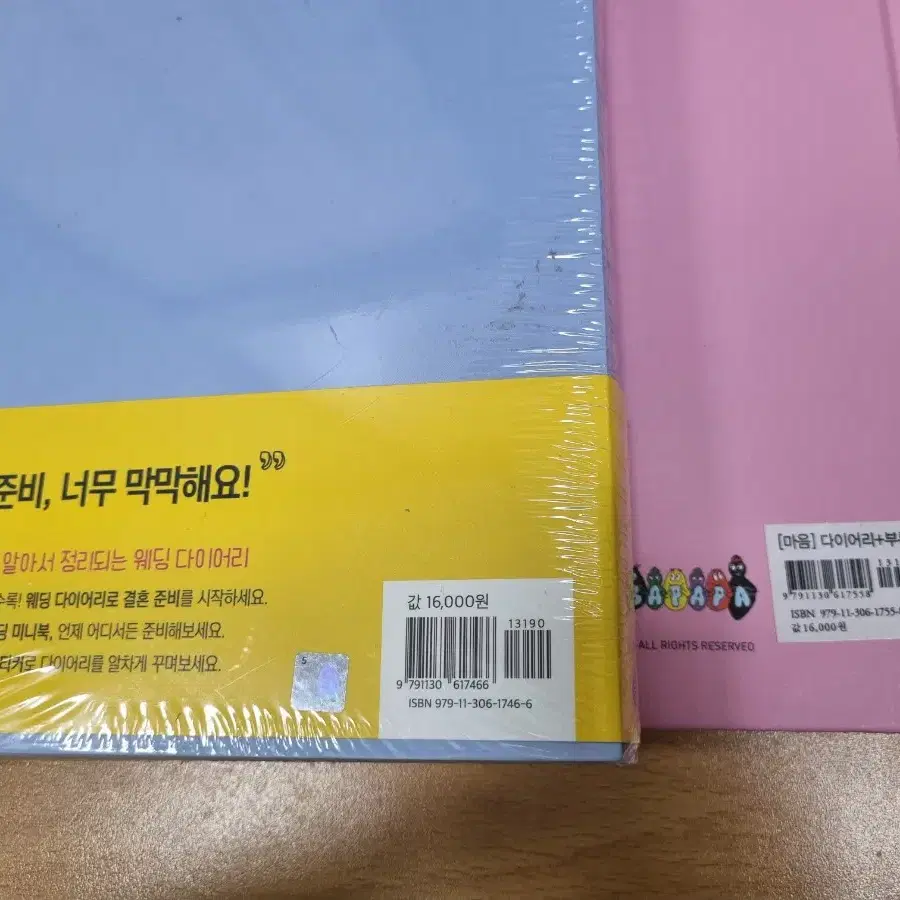 준비, 너무 막막해요!”
알아서 정리되는 웨딩 다이어리
수록! 웨딩 다이어리로 결혼 준비를 시작하세요.
딩 미니북, 언제 어디서든 준비해보세요.
티커로 다이어리를 알차게 꾸며보세요.
S
값 16,000원
13190
9 791130 617466
ISBN 979-11-306-1746-6
BAPAPA
ALL RIGHTS RESERVED
[마음] 다이어리+부
131
9 791130 617558
ISBN 979-11-306-1755-
값 16,000원